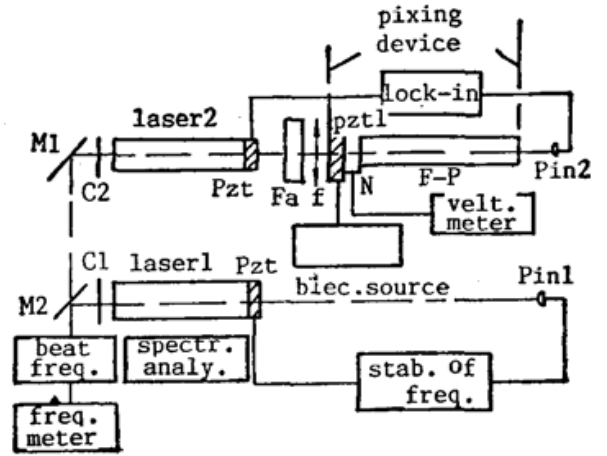 pixing
device
lock-in
laser2
pzt1
M1
C2
Pzt
Fa
f
N
F-P
Pin2
velt.
meter
C1
laser1
Pzt
Pin1
M2
biec.source
beat
freq.
spectr.
analy.
stab. of
freq.
freq.
meter